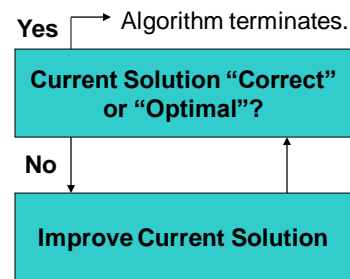 Yes
Algorithm terminates.
Current Solution “Correct”
or “Optimal”?
No
Improve Current Solution